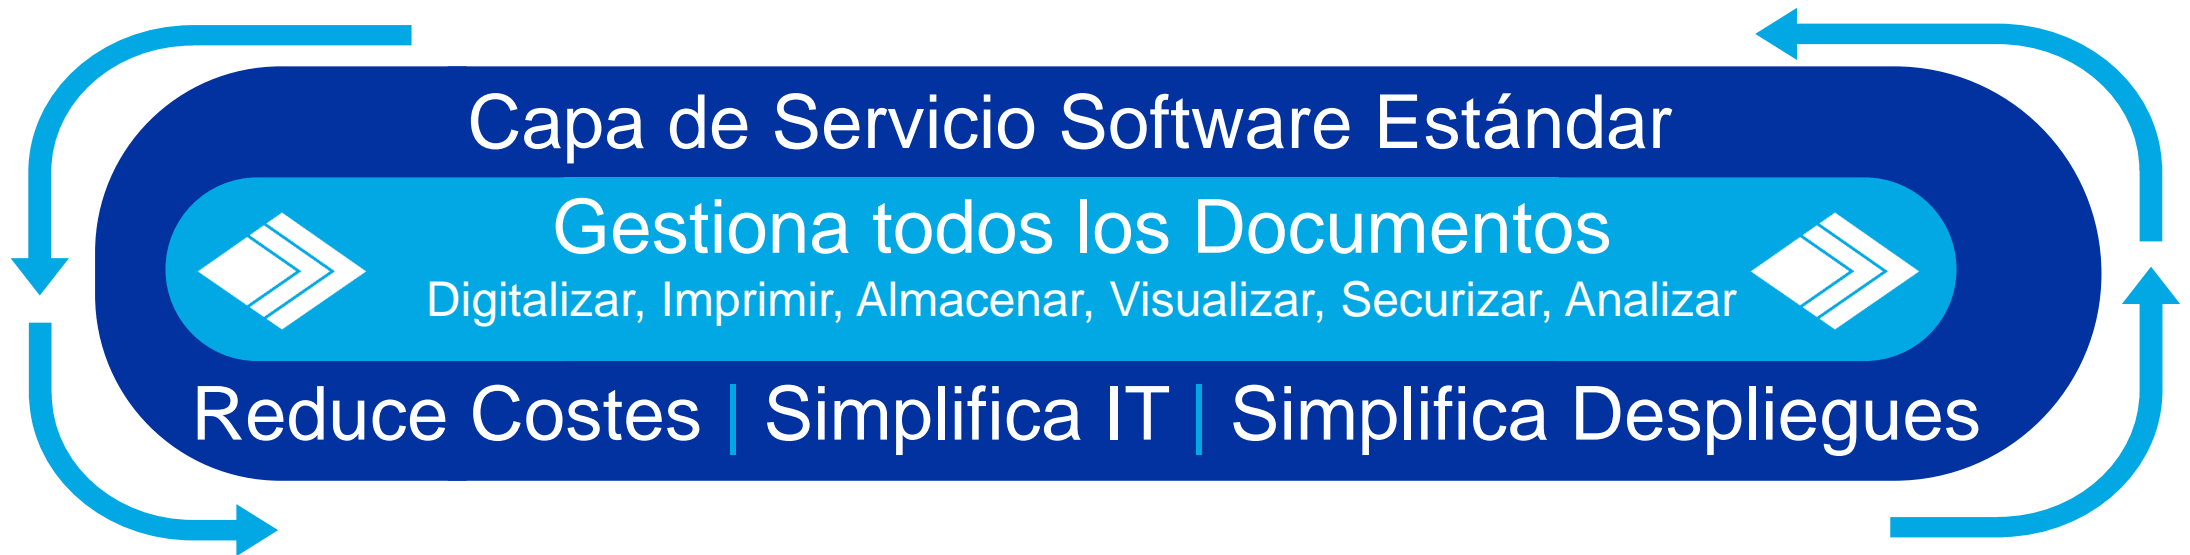 Capa de Servicio Software Estándar
Gestiona todos los Documentos
Digitalizar, Imprimir, Almacenar, Visualizar, Securizar, Analizar
Reduce Costes | Simplifica IT | Simplifica Despliegues